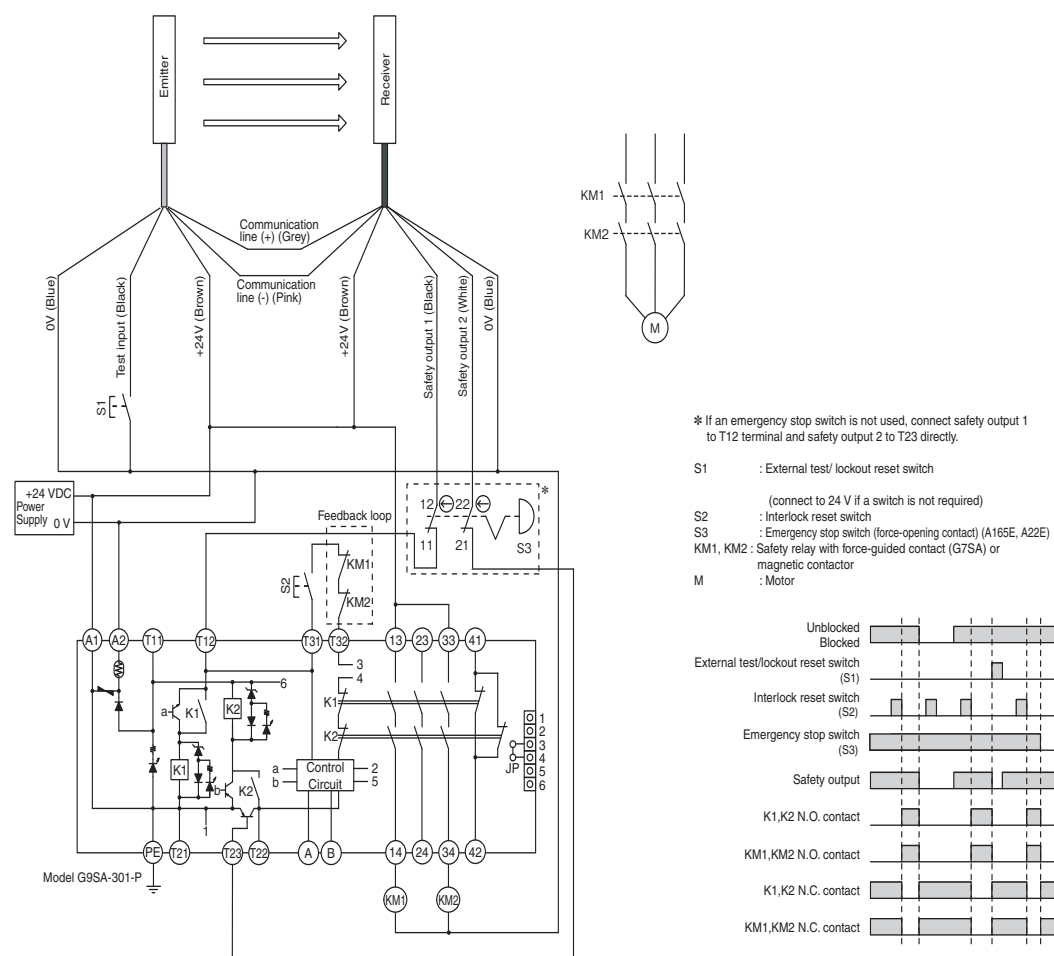 Emitter
Receiver
Communication
line (+) (Grey)
Communication
line (-) (Pink)
0V (Blue)
Test input (Black)
+24V (Brown)
+24V (Brown)
Safety output 1 (Black)
Safety output 2 (White)
0V (Blue)
S1
+24 VDC
Power
Supply 0 V
Feedback loop
KM1
KM2
S2
12
22
11
21
S3
*
A1
A2
T11
T12
T31
T32
13
23
33
41
3
4
6
a
K1
K2
K1
K2
K1
b
K2
a
b
Control
Circuit
2
5
1
JP
1
2
3
4
5
6
PE
T21
T23
T22
A
B
14
24
34
42
Model G9SA-301-P
KM1
KM2
KM1
KM2
M
* If an emergency stop switch is not used, connect safety output 1
to T12 terminal and safety output 2 to T23 directly.
S1 : External test/ lockout reset switch
(connect to 24 V if a switch is not required)
S2 : Interlock reset switch
S3 : Emergency stop switch (force-opening contact) (A165E, A22E)
KM1, KM2 : Safety relay with force-guided contact (G7SA) or
magnetic contactor
M : Motor
Unblocked
Blocked
External test/lockout reset switch
(S1)
Interlock reset switch
(S2)
Emergency stop switch
(S3)
Safety output
K1,K2 N.O. contact
KM1,KM2 N.O. contact
K1,K2 N.C. contact
KM1,KM2 N.C. contact